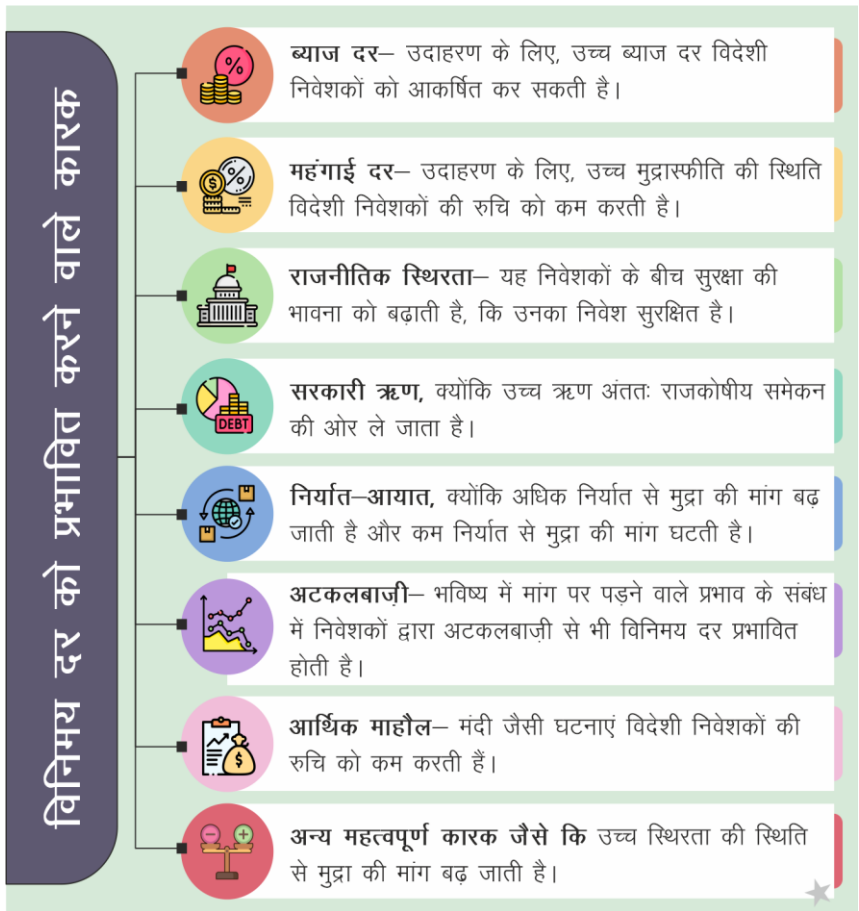 विनिमय दर को प्रभावित करने वाले कारक
ब्याज दर– उदाहरण के लिए, उच्च ब्याज दर विदेशी
निवेशकों को आकर्षित कर सकती है।
महंगाई दर– उदाहरण के लिए, उच्च मुद्रास्फीति की स्थिति
विदेशी निवेशकों की रुचि को कम करती है।
राजनीतिक स्थिरता– यह निवेशकों के बीच सुरक्षा की
भावना को बढ़ाती है, कि उनका निवेश सुरक्षित है।
सरकारी ऋण, क्योंकि उच्च ऋण अंततः राजकोषीय समेकन
की ओर ले जाता है।
DEBT
निर्यात–आयात, क्योंकि अधिक निर्यात से मुद्रा की मांग बढ़
जाती है और कम निर्यात से मुद्रा की मांग घटती है।
अटकलबाज़ी– भविष्य में मांग पर पड़ने वाले प्रभाव के संबंध
में निवेशकों द्वारा अटकलबाज़ी से भी विनिमय दर प्रभावित
होती है।
आर्थिक माहौल– मंदी जैसी घटनाएं विदेशी निवेशकों की
रुचि को कम करती हैं।
अन्य महत्वपूर्ण कारक जैसे कि उच्च स्थिरता की स्थिति
से मुद्रा की मांग बढ़ जाती है।